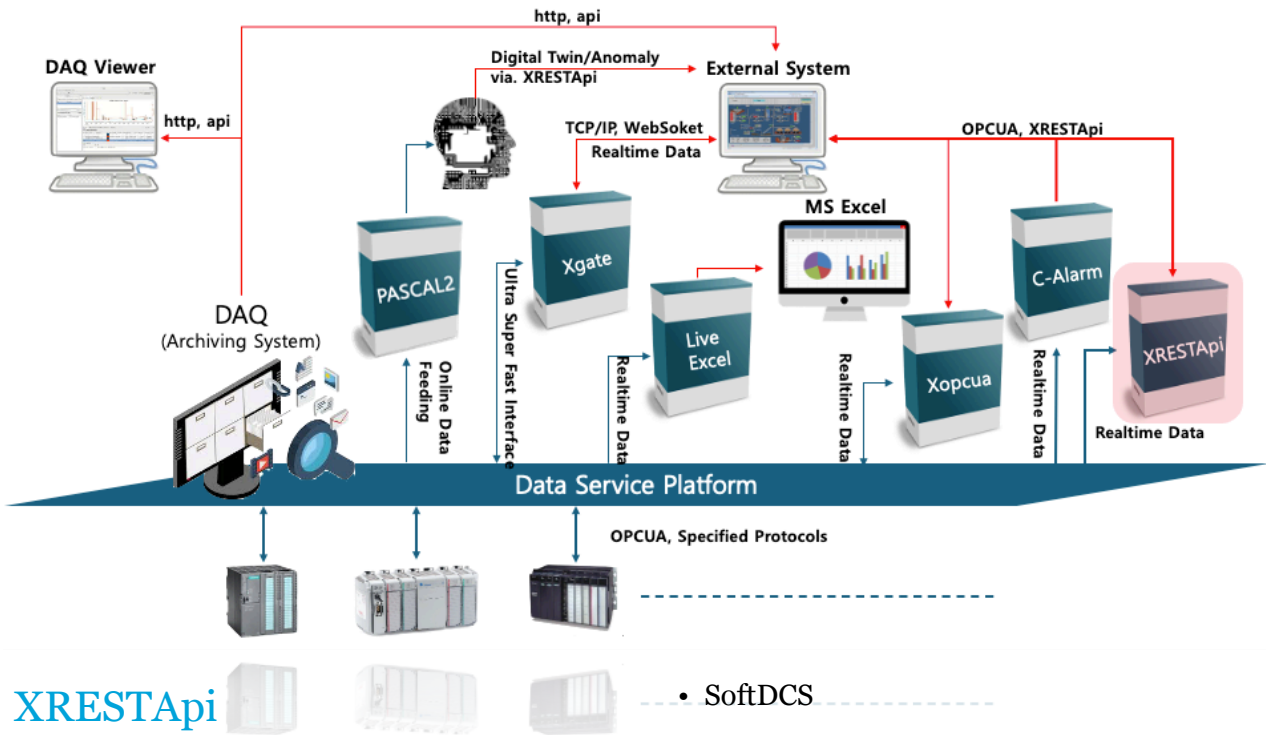 http, api
DAQ Viewer
Digital Twin/Anomaly
via. XRESTApi
External System
http, api
TCP/IP, WebSoket
Realtime Data
OPCUA, XRESTApi
MS Excel
PASCAL2
Xgate
C-Alarm
DAQ
(Archiving System)
Live
Excel
XRESTApi
Xopcua
Online Data
Feeding
Ultra Super Fast Interface
Realtime Data
Realtime Data
Realtime Data
Realtime Data
Data Service Platform
OPCUA, Specified Protocols
XRESTApi
• SoftDCS